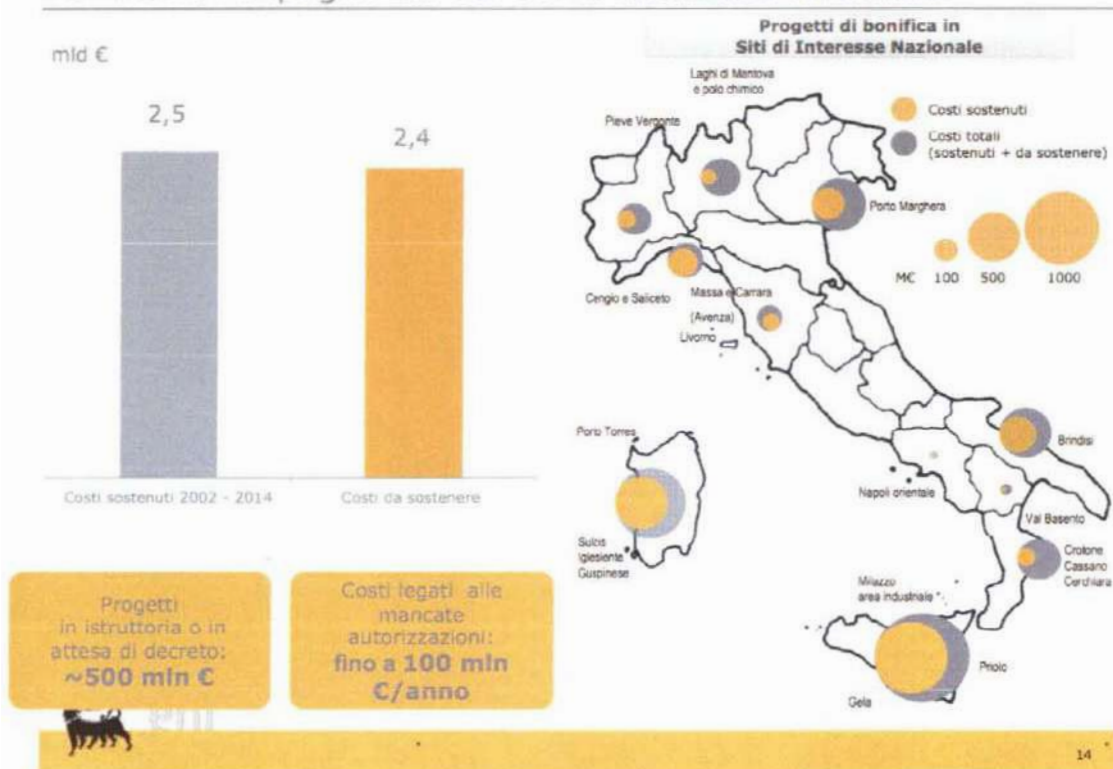 mld €
2,5
2,4
Costi sostenuti 2002 - 2014
Costi da sostenere
Progetti
in istruttoria o in
attesa di decreto:
~500 mln €
Costi legati alle
mancate
autorizzazioni:
fino a 100 mln
€/anno
eni
Progetti di bonifica in
Siti di Interesse Nazionale
Laghi di Mantova
e polo chimico
Pieve Vergonte
Costi sostenuti
Costi totali
(sostenuti + da sostenere)
Porto Marghera
M€ 100 500 1000
Cengio e Saliceto
Massa e Carrara
(Avenza)
Livorno
Porto Torres
Brindisi
Napoli orientale
Val Basento
Sulcis
Iglesiente
Guspinese
Crotone
Cassano
Cerchiara
Milazzo
area industriale
Priolo
Gela
14